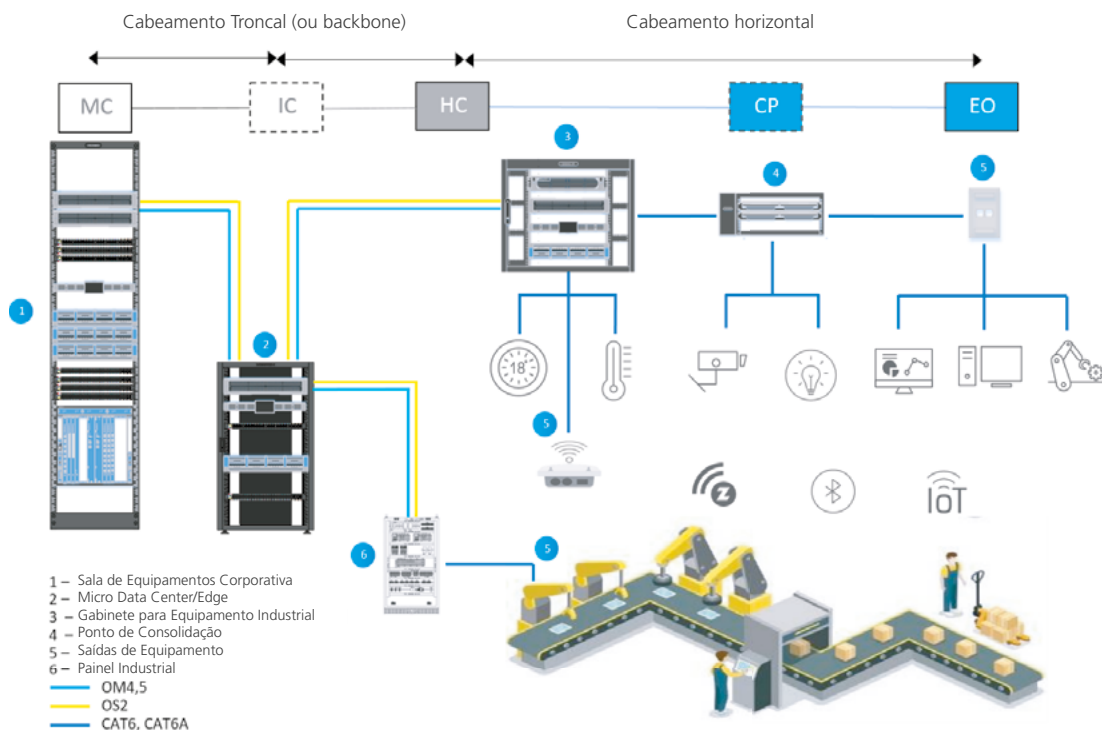 Cabeamento Troncal (ou backbone)
Cabeamento horizontal
MC
IC
HC
CP
EO
3
4
5
1
2
18°
5
Z
IoT
6
5
1 – Sala de Equipamentos Corporativa
2 – Micro Data Center/Edge
3 – Gabinete para Equipamento Industrial
4 – Ponto de Consolidação
5 – Saídas de Equipamento
6 – Painel Industrial
OM4,5
OS2
CAT6, CAT6A